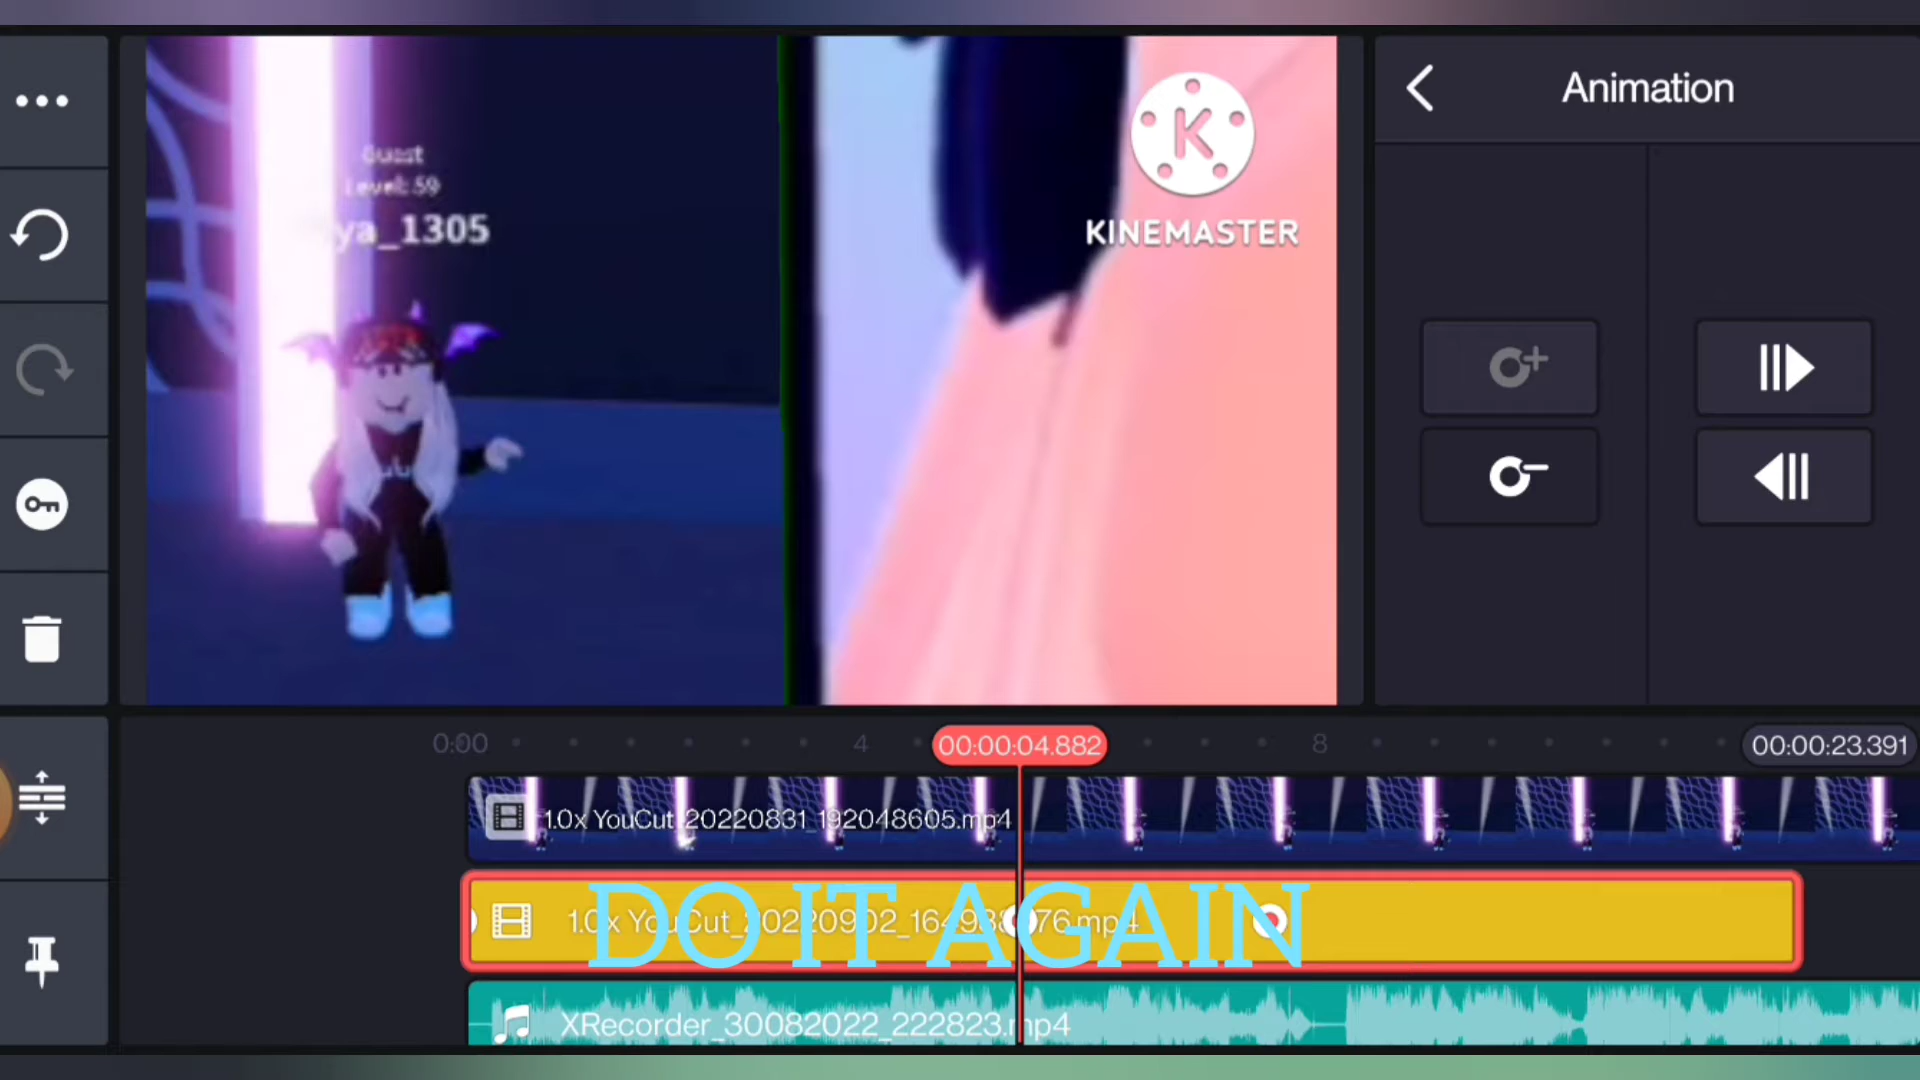 Animation
Guest
Level: 59
ya_1305
K
KINEMASTER
0:00
4
00:00:04.882
8
00:00:23.391
1.0x YouCut_20220831_192048605.mp4
DO IT AGAIN
XRecorder_30082022_222823.mp4